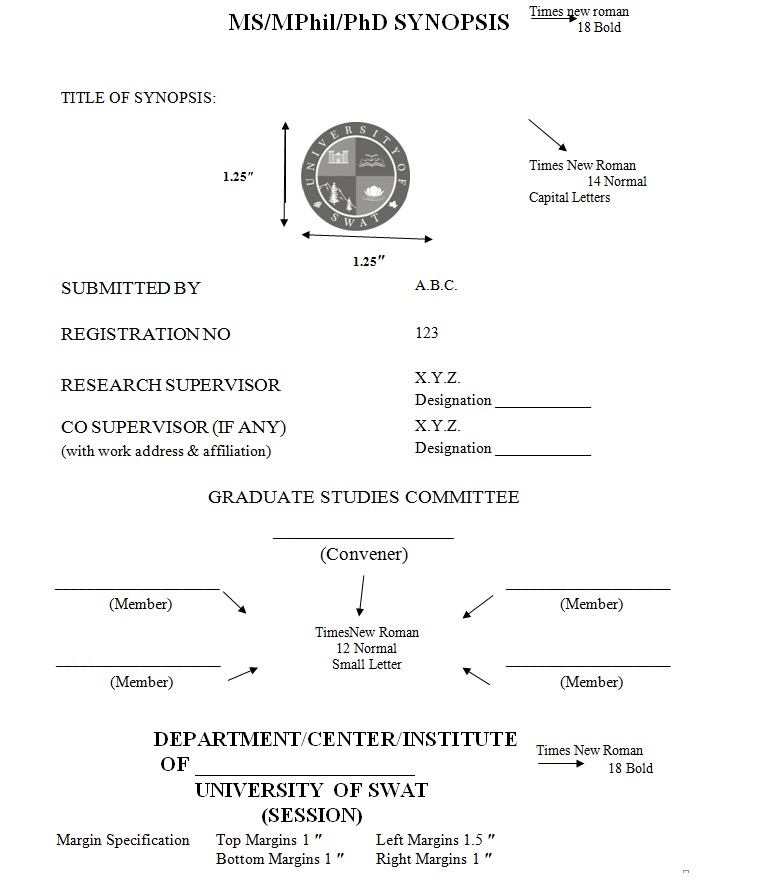 MS/MPhil/PhD SYNOPSIS
Times new roman
18 Bold
TITLE OF SYNOPSIS:
1.25"
UNIVERSITY OF
SWAT
Times New Roman
14 Normal
Capital Letters
1.25"
SUBMITTED BY A.B.C.
REGISTRATION NO 123
RESEARCH SUPERVISOR X.Y.Z.
Designation ____________
CO SUPERVISOR (IF ANY) X.Y.Z.
(with work address & affiliation) Designation ____________
GRADUATE STUDIES COMMITTEE
____________________
(Convener)
____________________ ____________________
(Member) (Member)
TimesNew Roman
12 Normal
Small Letter
____________________ ____________________
(Member) (Member)
DEPARTMENT/CENTER/INSTITUTE
OF ____________________
Times New Roman
18 Bold
UNIVERSITY OF SWAT
(SESSION)
Margin Specification Top Margins 1 " Left Margins 1.5 "
Bottom Margins 1 " Right Margins 1 "